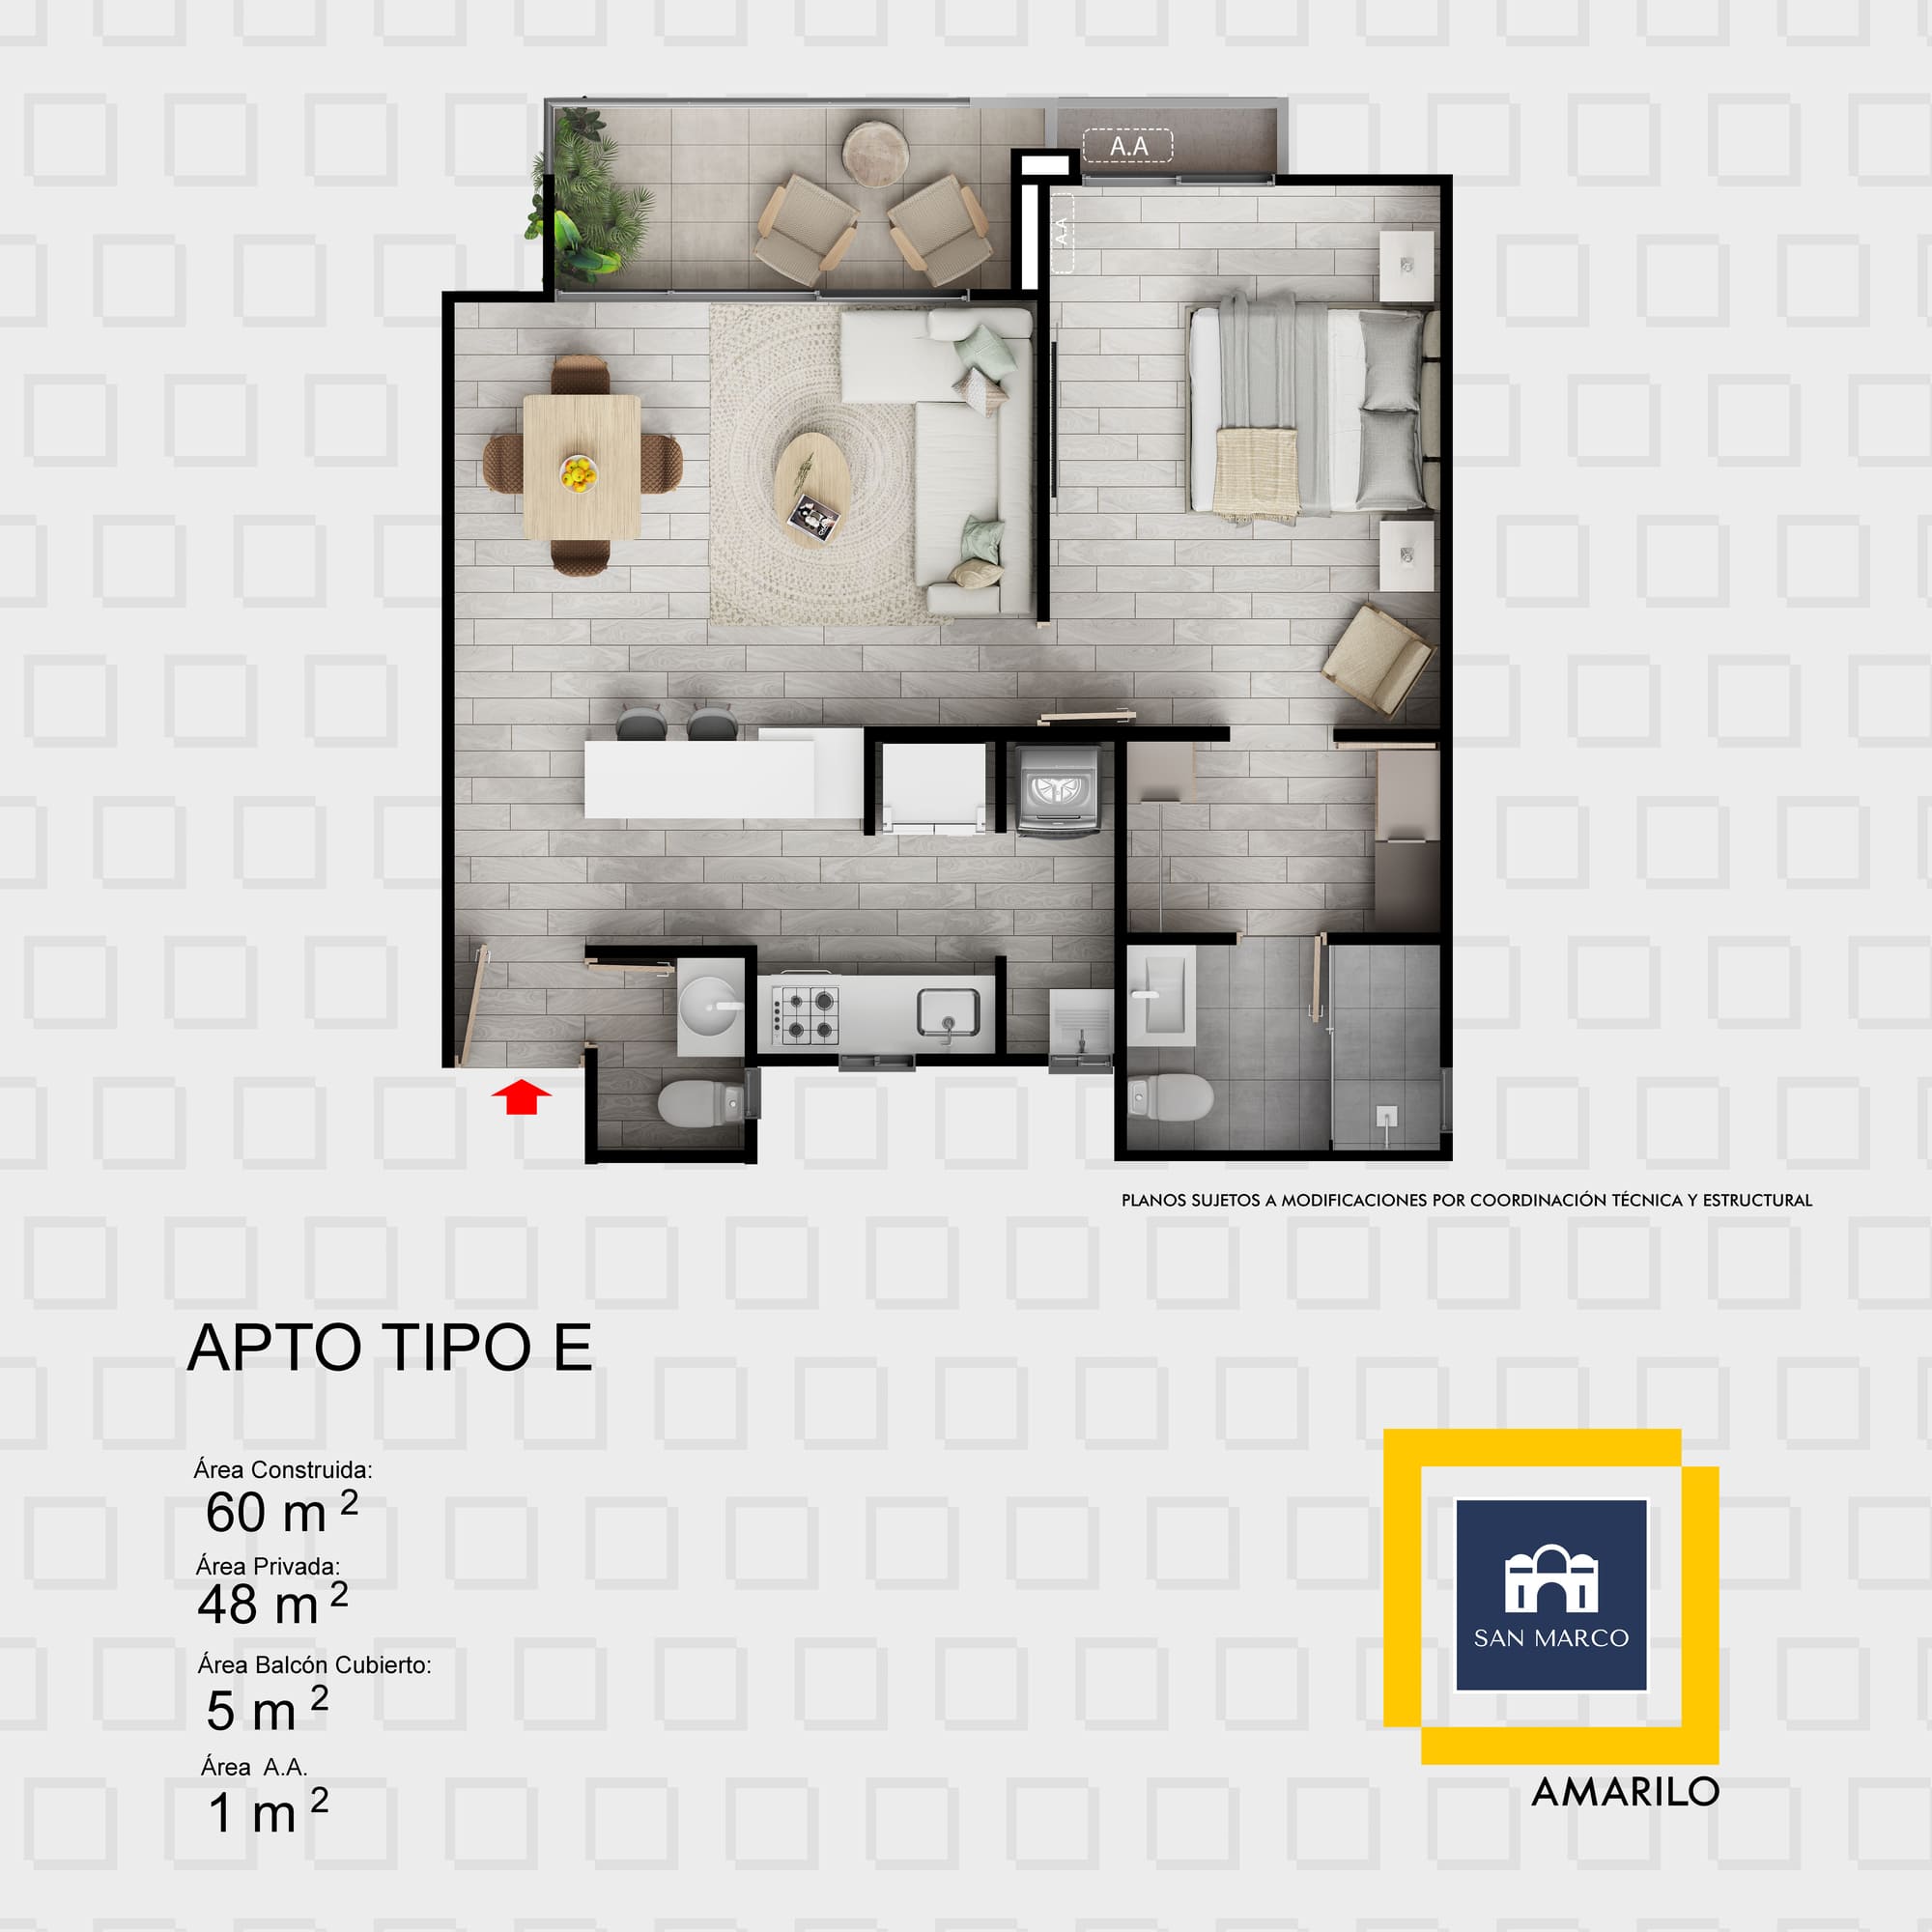 A.A
A.A
PLANOS SUJETOS A MODIFICACIONES POR COORDINACIÓN TÉCNICA Y ESTRUCTURAL
APTO TIPO E
Área Construida:
60 m 2
Área Privada:
48 m 2
Área Balcón Cubierto:
5 m 2
Área A.A.
1 m 2
SAN MARCO
AMARILO